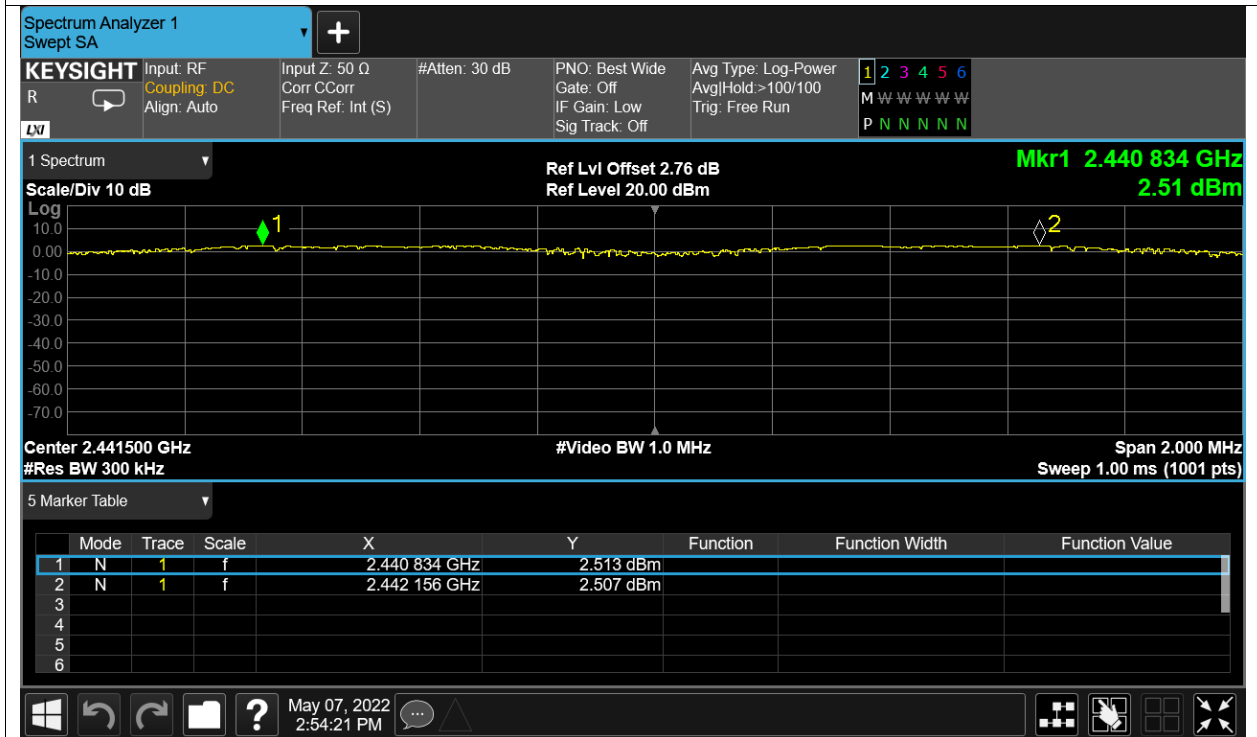 Spectrum Analyzer 1
Swept SA
+
KEYSIGHT Input: RF Input Z: 50 Ω #Atten: 30 dB PNO: Best Wide Avg Type: Log-Power 1 2 3 4 5 6
R Coupling: DC Corr CCorr Gate: Off Avg|Hold:>100/100 M W W W W W
Align: Auto Freq Ref: Int (S) IF Gain: Low Trig: Free Run
LXI Sig Track: Off P N N N N N
1 Spectrum Ref Lvl Offset 2.76 dB Mkr1 2.440 834 GHz
Scale/Div 10 dB Ref Level 20.00 dBm 2.51 dBm
Log
1 2
10.0
0.00
-10.0
-20.0
-30.0
-40.0
-50.0
-60.0
-70.0
Center 2.441500 GHz #Video BW 1.0 MHz Span 2.000 MHz
#Res BW 300 kHz Sweep 1.00 ms (1001 pts)
5 Marker Table
Mode Trace Scale X Y Function Function Width Function Value
1 N 1 f 2.440 834 GHz 2.513 dBm
2 N 1 f 2.442 156 GHz 2.507 dBm
3
4
5
6
? May 07, 2022
2:54:21 PM